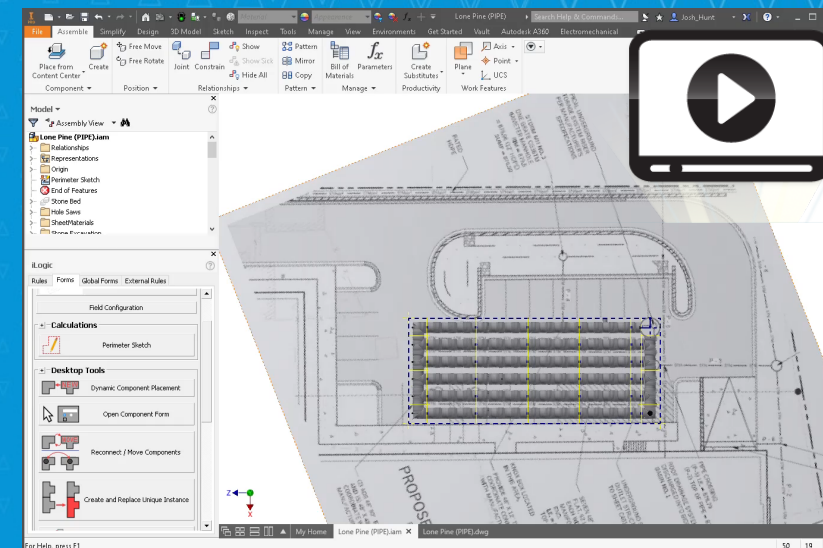 Material
Appearance
Lone Pine (PIPE)
Search Help & Commands...
Josh_Hunt
File Assemble Simplify Design 3D Model Sketch Inspect Tools Manage View Environments Get Started Vault Autodesk A360 Electromechanical
Place from
Content Center
Create
Free Move
Free Rotate
Joint Constrain
Show
Show Sick
Hide All
Pattern
Mirror
Copy
Bill of
Materials
Parameters
Create
Substitutes
Plane
Axis
Point
UCS
Component Position Relationships Pattern Manage Productivity Work Features
Model
Assembly View
Lone Pine (PIPE).iam
Relationships
Representations
Origin
Perimeter Sketch
End of Features
Stone Bed
Hole Saws
SheetMaterials
Stone Excavation
iLogic
Rules Forms Global Forms External Rules
Field Configuration
Calculations
Perimeter Sketch
Desktop Tools
Dynamic Component Placement
Open Component Form
Reconnect / Move Components
Create and Replace Unique Instance
Z
X
My Home Lone Pine (PIPE).iam Lone Pine (PIPE).dwg
For Help, press F1
50 19